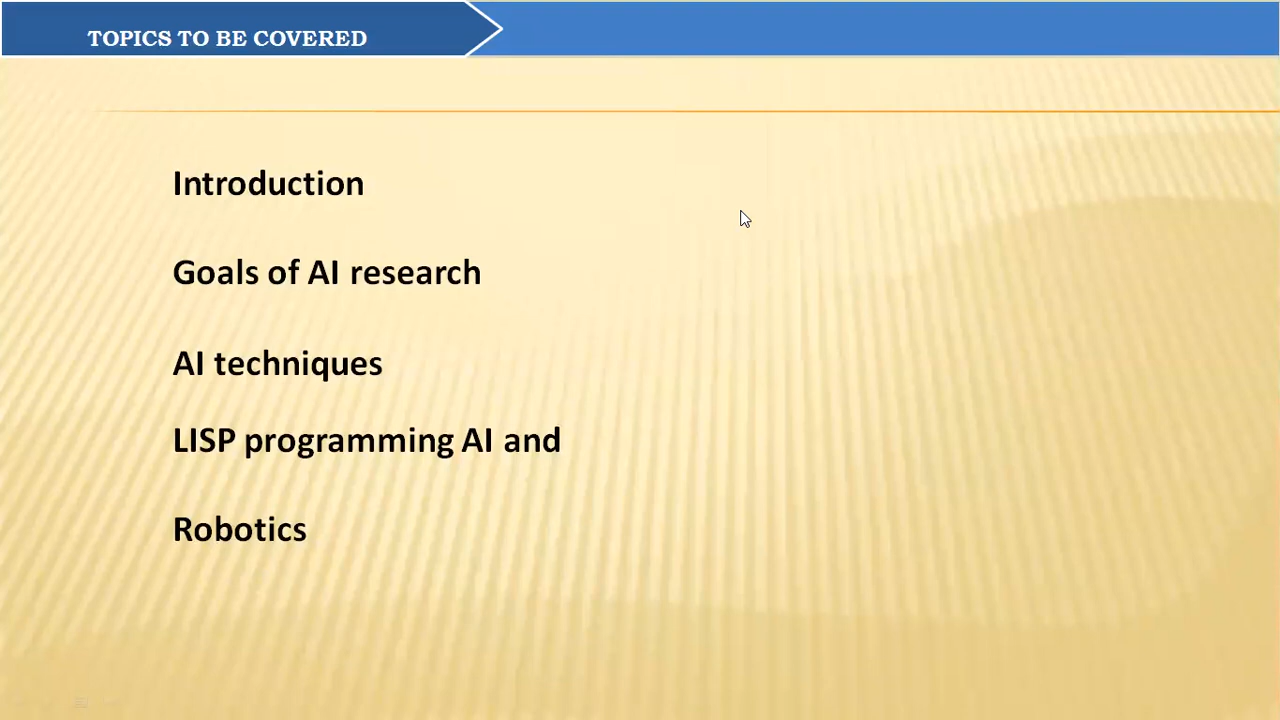 TOPICS TO BE COVERED
Introduction
Goals of AI research
AI techniques
LISP programming AI and
Robotics